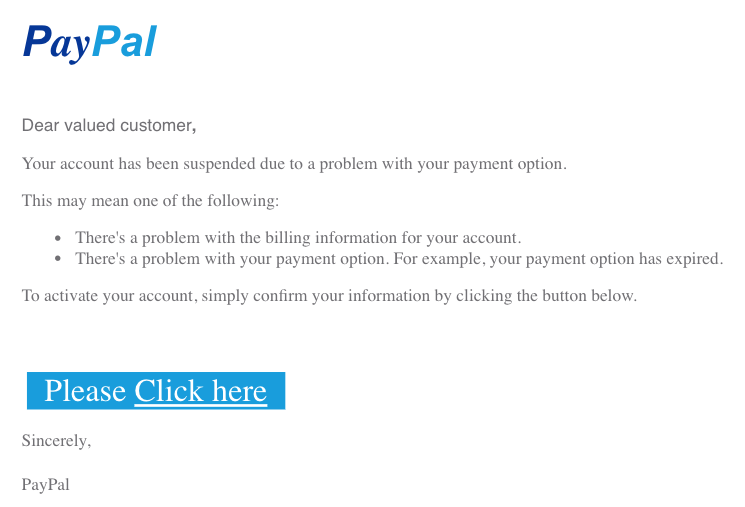 PayPal
Dear valued customer,
Your account has been suspended due to a problem with your payment option.
This may mean one of the following:
• There's a problem with the billing information for your account.
• There's a problem with your payment option. For example, your payment option has expired.
To activate your account, simply confirm your information by clicking the button below.
Please Click here
Sincerely,
PayPal